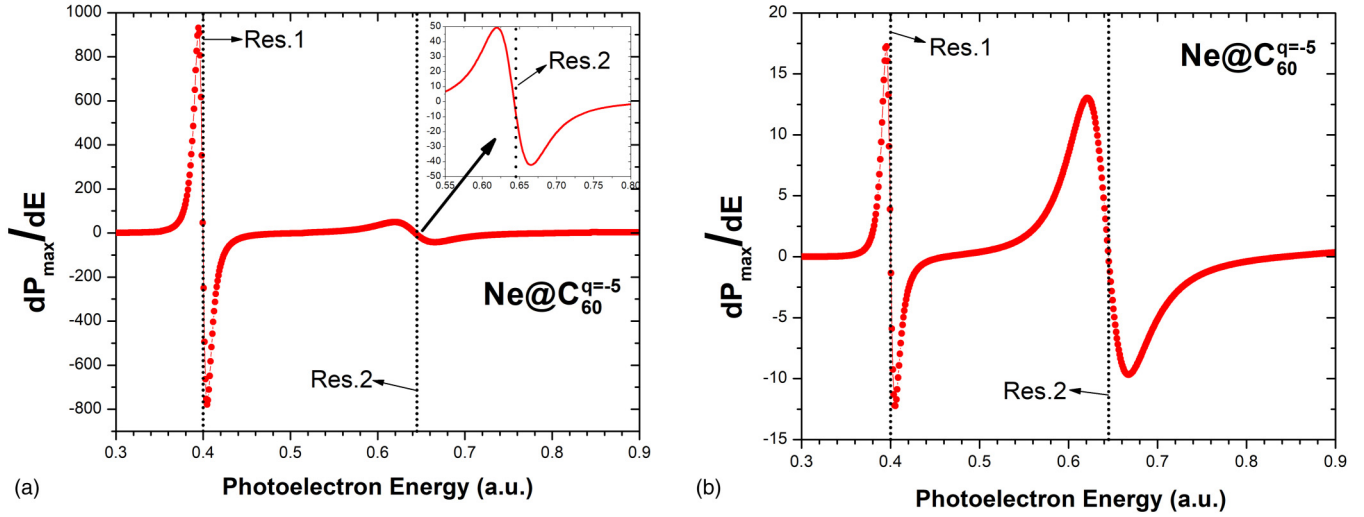 1000
800
600
400
200
0
-200
-400
-600
-800
dP_max/dE
Res.1
50
40
30
20
10
0
-10
-20
-30
-40
50
0.55 0.60 0.65 0.70 0.75 0.80
Res.2
Ne@C_60^q=-5
Res.2
0.3 0.4 0.5 0.6 0.7 0.8 0.9
(a) Photoelectron Energy (a.u.)
20
15
10
5
0
-5
-10
-15
dP_max/dE
Res.1
Ne@C_60^q=-5
Res.2
0.3 0.4 0.5 0.6 0.7 0.8 0.9
(b) Photoelectron Energy (a.u.)